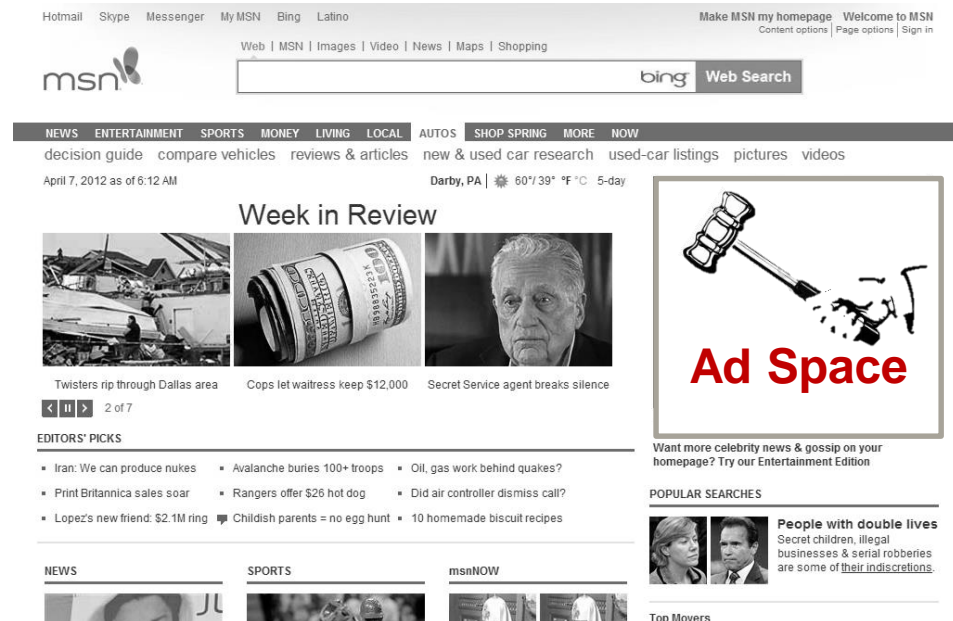 Hotmail Skype Messenger My MSN Bing Latino
Make MSN my homepage Welcome to MSN
Content options Page options Sign in
msn
Web | MSN | Images | Video | News | Maps | Shopping
bing Web Search
NEWS ENTERTAINMENT SPORTS MONEY LIVING LOCAL AUTOS SHOP SPRING MORE NOW
decision guide compare vehicles reviews & articles new & used car research used-car listings pictures videos
April 7, 2012 as of 6:12 AM
Darby, PA 60°/ 39° °F °C 5-day
Week in Review
100
HB9885223K
Twisters rip through Dallas area
Cops let waitress keep $12,000
Secret Service agent breaks silence
2 of 7
Ad Space
EDITORS' PICKS
Iran: We can produce nukes
Avalanche buries 100+ troops
Oil, gas work behind quakes?
Print Britannica sales soar
Rangers offer $26 hot dog
Did air controller dismiss call?
Lopez's new friend: $2.1M ring
Childish parents = no egg hunt
10 homemade biscuit recipes
Want more celebrity news & gossip on your
homepage? Try our Entertainment Edition
POPULAR SEARCHES
People with double lives
Secret children, illegal
businesses & serial robberies
are some of their indiscretions.
NEWS
SPORTS
msnNOW
Top Movers